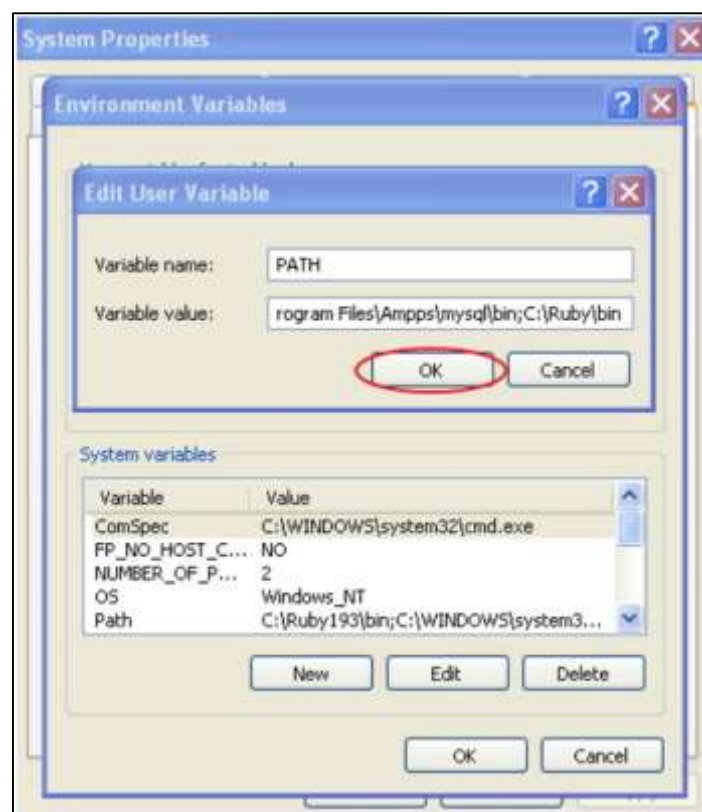 System Properties
Environment Variables
Edit User Variable
Variable name: PATH
Variable value: rogram Files\Ampps\mysql\bin;C:\Ruby\bin
OK Cancel
System variables
Variable Value
ComSpec C:\WINDOWS\system32\cmd.exe
FP_NO_HOST_C... NO
NUMBER_OF_P... 2
OS Windows_NT
Path C:\Ruby193\bin;C:\WINDOWS\system3...
New Edit Delete
OK Cancel